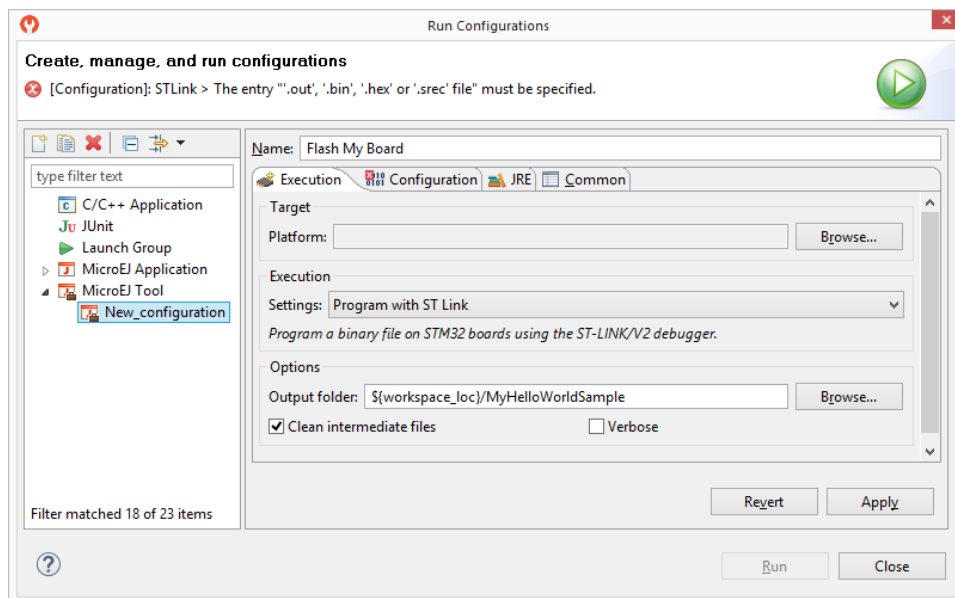 Run Configurations
Create, manage, and run configurations
[Configuration]: STLink > The entry "'.out', '.bin', '.hex' or '.srec' file" must be specified.
Name: Flash My Board
type filter text
Execution Configuration JRE Common
C/C++ Application
Target
JUnit
Platform: Browse...
Launch Group
MicroEJ Application
Execution
MicroEJ Tool
Settings: Program with ST Link
New_configuration
Program a binary file on STM32 boards using the ST-LINK/V2 debugger.
Options
Output folder: ${workspace_loc}/MyHelloWorldSample Browse...
Clean intermediate files Verbose
Revert Apply
Filter matched 18 of 23 items
Run Close